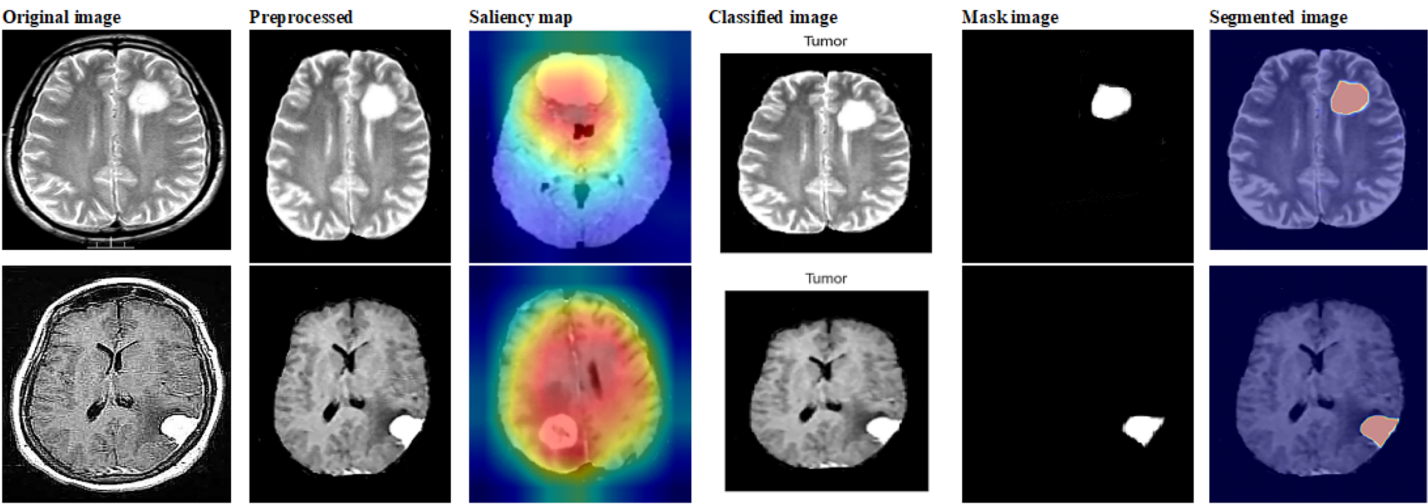 Original image
Preprocessed
Saliency map
Classified image
Mask image
Segmented image
Tumor
Tumor